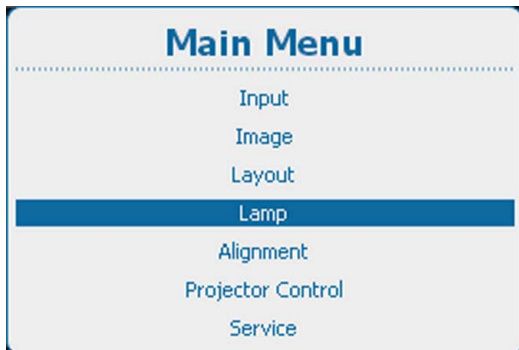 Main Menu
Input
Image
Layout
Lamp
Alignment
Projector Control
Service